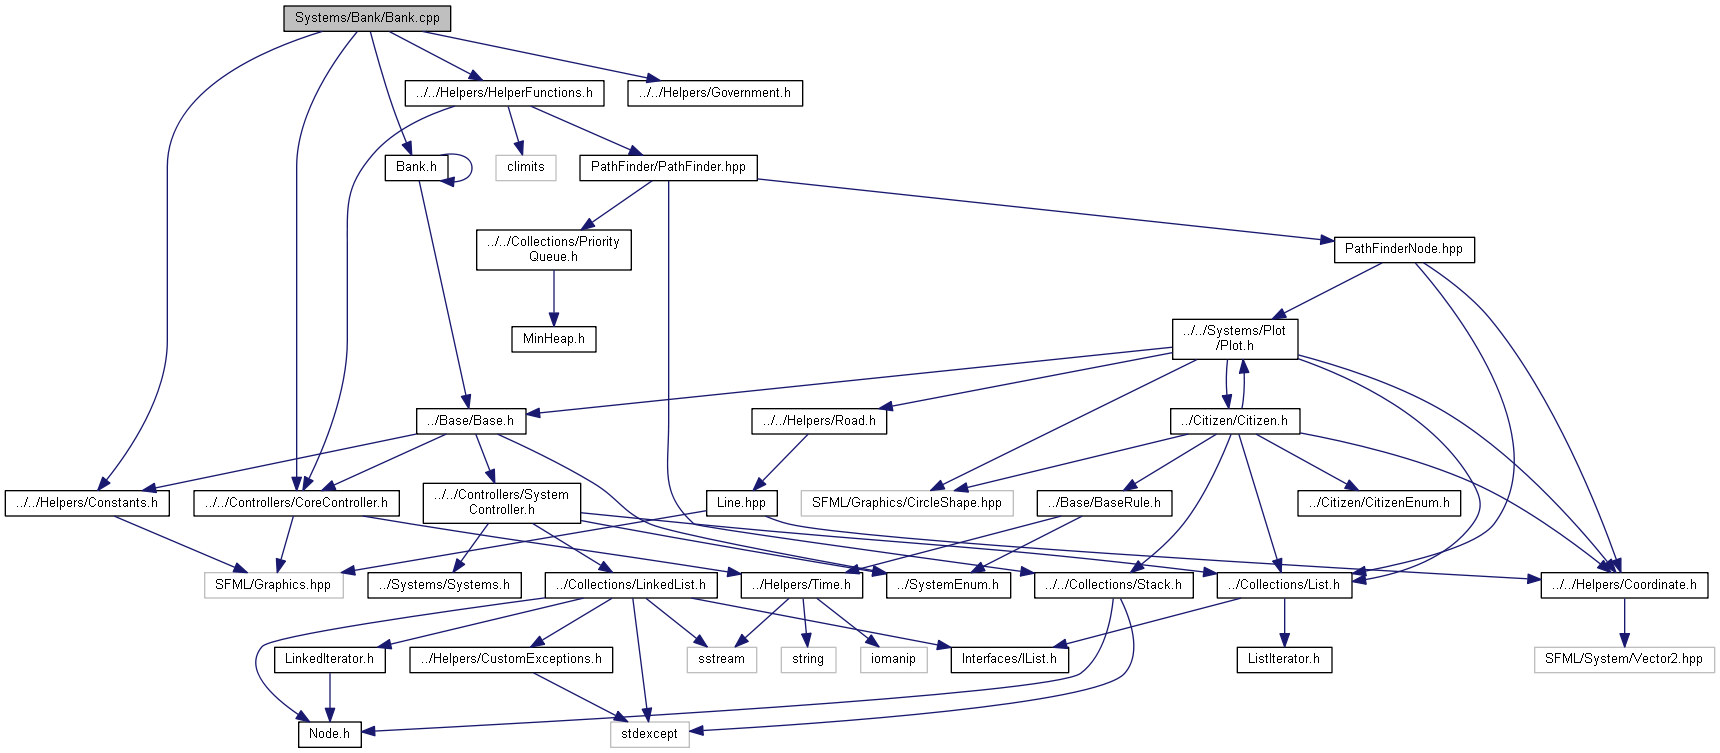 Systems/Bank/Bank.cpp
../../Helpers/HelperFunctions.h
../../Helpers/Government.h
Bank.h
climits
PathFinder/PathFinder.hpp
../../Collections/Priority
Queue.h
PathFinderNode.hpp
MinHeap.h
../../Systems/Plot
/Plot.h
../Base/Base.h
../../Helpers/Road.h
../Citizen/Citizen.h
../../Helpers/Constants.h
../../Controllers/CoreController.h
../../Controllers/System
Controller.h
Line.hpp
SFML/Graphics/CircleShape.hpp
../Base/BaseRule.h
../Citizen/CitizenEnum.h
SFML/Graphics.hpp
../Systems/Systems.h
../Collections/LinkedList.h
../Helpers/Time.h
../SystemEnum.h
../../Collections/Stack.h
../Collections/List.h
../../Helpers/Coordinate.h
LinkedIterator.h
../Helpers/CustomExceptions.h
sstream
string
iomanip
Interfaces/IList.h
ListIterator.h
SFML/System/Vector2.hpp
Node.h
stdexcept